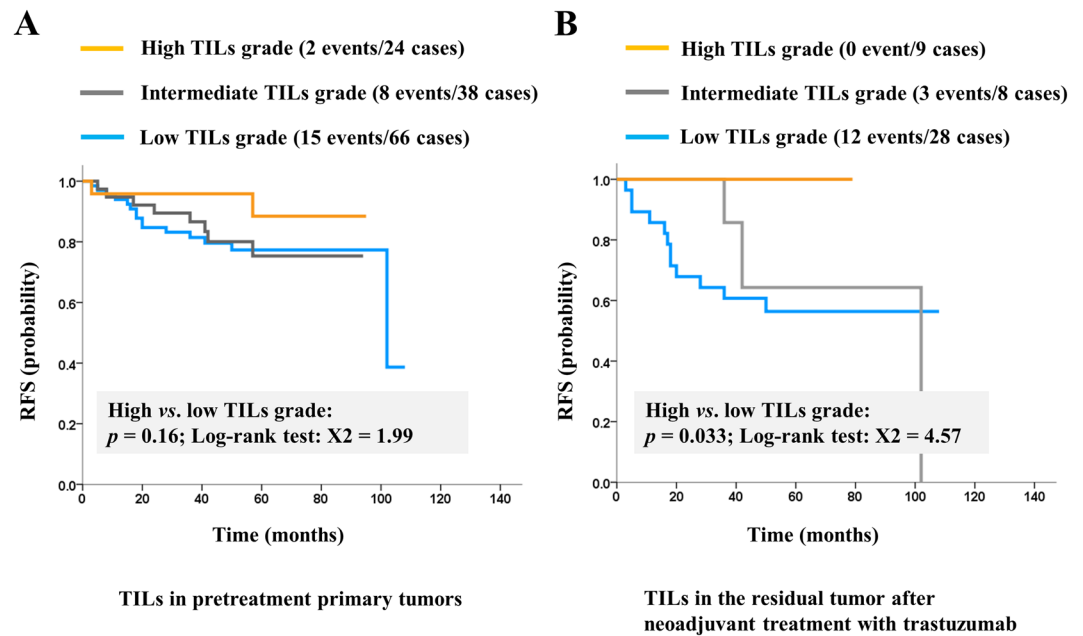 A
High TILs grade (2 events/24 cases)
Intermediate TILs grade (8 events/38 cases)
Low TILs grade (15 events/66 cases)
RFS (probability)
1.0
0.8
0.6
0.4
0.2
0.0
High vs. low TILs grade:
p = 0.16; Log-rank test: X2 = 1.99
0 20 40 60 80 100 120 140
Time (months)
TILs in pretreatment primary tumors
B
High TILs grade (0 event/9 cases)
Intermediate TILs grade (3 events/8 cases)
Low TILs grade (12 events/28 cases)
RFS (probability)
1.0
0.8
0.6
0.4
0.2
0.0
High vs. low TILs grade:
p = 0.033; Log-rank test: X2 = 4.57
0 20 40 60 80 100 120 140
Time (months)
TILs in the residual tumor after
neoadjuvant treatment with trastuzumab